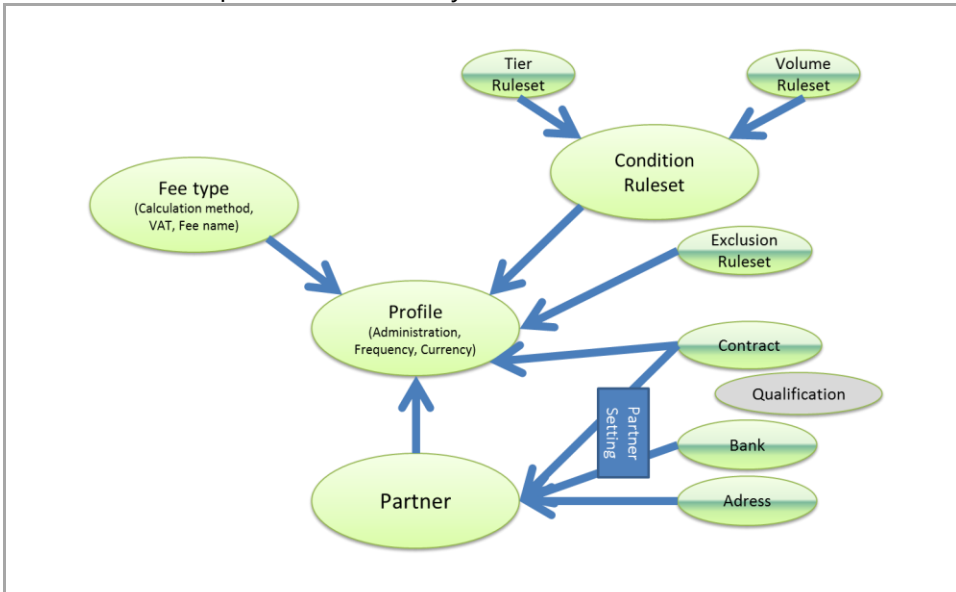 Tier
Ruleset
Volume
Ruleset
Condition
Ruleset
Fee type
(Calculation method,
VAT, Fee name)
Exclusion
Ruleset
Profile
(Administration,
Frequency, Currency)
Contract
Qualification
Partner
Setting
Bank
Partner
Adress